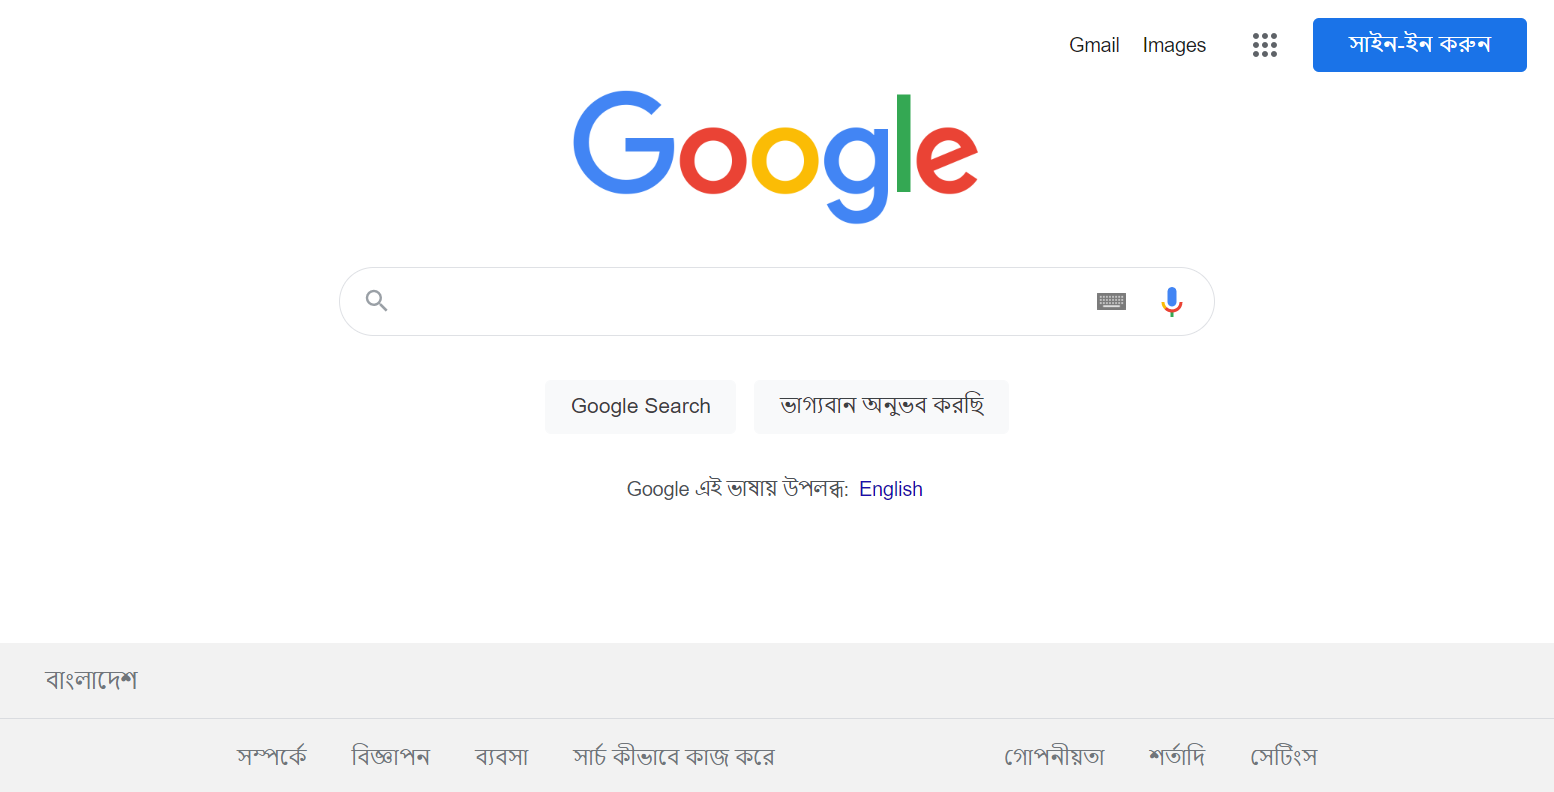 Gmail Images সাইন-ইন করুন
Google
Google Search ভাগ্যবান অনুভব করছি
Google এই ভাষায় উপলব্ধ: English
বাংলাদেশ
সম্পর্কে বিজ্ঞাপন ব্যবসা সার্চ কীভাবে কাজ করে গোপনীয়তা শর্তাদি সেটিংস